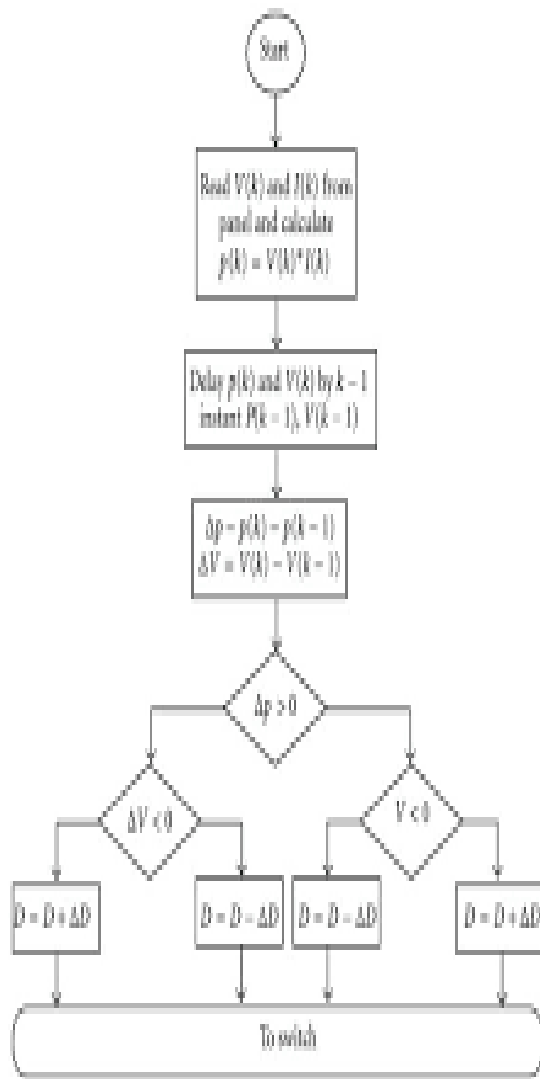 Start
Read V(k) and I(k) from
panel and calculate
p(k) = V(k)*I(k)
Delay p(k) and V(k) by k − 1
instant P(k − 1), V(k − 1)
Δp − p(k) − p(k − 1)
ΔV = V(k) − V(k − 1)
Δp > 0
ΔV < 0
V < 0
D = D + ΔD
D = D − ΔD
D = D − ΔD
D = D + ΔD
To switch